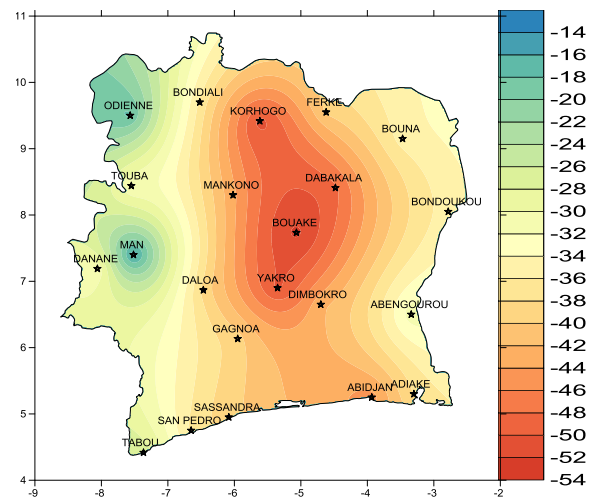 11
-14
-16
10
-18
BONDIALI
-20
ODIENNE
KORHOGO
FERKE
-22
BOUNA
-24
9
-26
TOUBA
MANKONO
DABAKALA
-28
BONDOUKOU
-30
8
BOUAKE
-32
MAN
DANANE
-34
7
DALOA
YAKRO
-36
DIMBOKRO
ABENGOUROU
-38
GAGNOA
-40
6
-42
-44
ABIDJAN
ADIAKE
-46
5
SASSANDRA
SAN PEDRO
-48
TABOU
-50
-52
4
-54
-9 -8 -7 -6 -5 -4 -3 -2